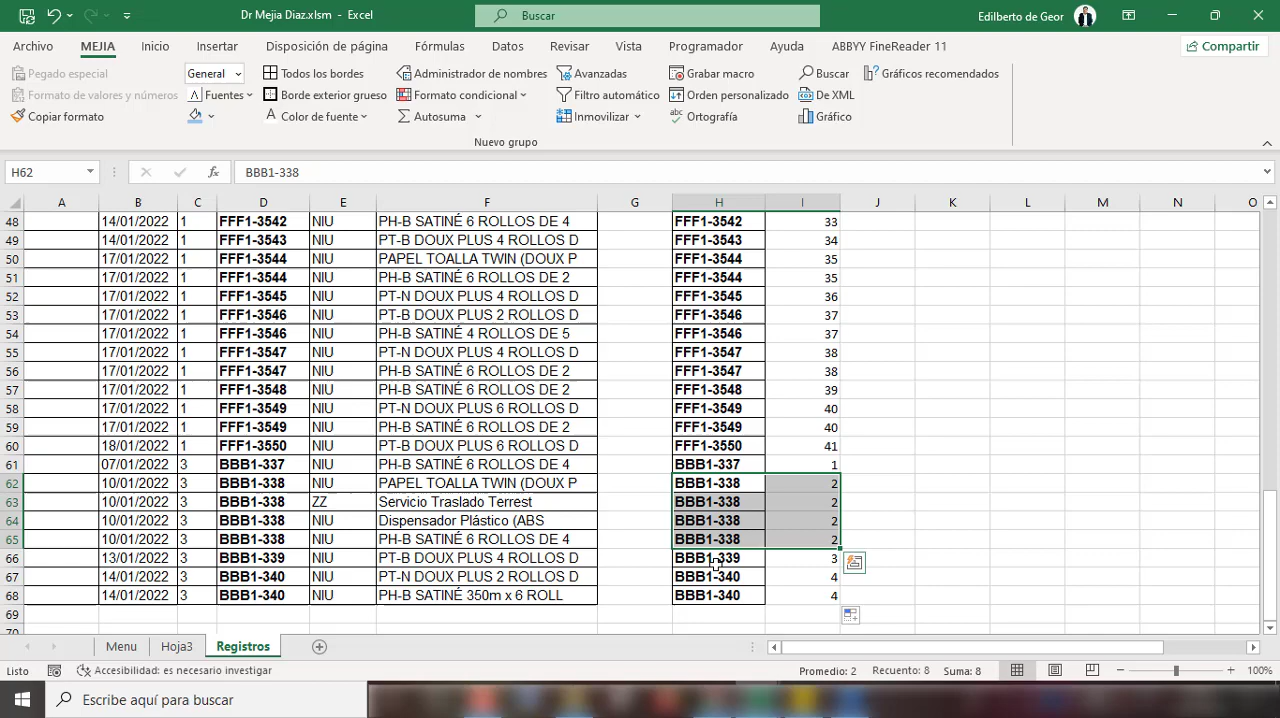 Dr Mejia Diaz.xlsm - Excel
Buscar
Edilberto de Geor
Archivo MEJIA Inicio Insertar Disposición de página Fórmulas Datos Revisar Vista Programador Ayuda ABBYY FineReader 11 Compartir
Pegado especial General Todos los bordes Administrador de nombres Avanzadas Grabar macro Buscar Gráficos recomendados
Formato de valores y números Fuentes Borde exterior grueso Formato condicional Filtro automático Orden personalizado De XML
Copiar formato Color de fuente Autosuma Inmovilizar Ortografía Gráfico
Nuevo grupo
H62 BBB1-338
A B C D E F G H I J K L M N O
48 14/01/2022 1 FFF1-3542 NIU PH-B SATINÉ 6 ROLLOS DE 4 FFF1-3542 33
49 14/01/2022 1 FFF1-3543 NIU PT-B DOUX PLUS 4 ROLLOS D FFF1-3543 34
50 17/01/2022 1 FFF1-3544 NIU PAPEL TOALLA TWIN (DOUX P FFF1-3544 35
51 17/01/2022 1 FFF1-3544 NIU PH-B SATINÉ 6 ROLLOS DE 2 FFF1-3544 35
52 17/01/2022 1 FFF1-3545 NIU PT-N DOUX PLUS 4 ROLLOS D FFF1-3545 36
53 17/01/2022 1 FFF1-3546 NIU PT-B DOUX PLUS 2 ROLLOS D FFF1-3546 37
54 17/01/2022 1 FFF1-3546 NIU PH-B SATINÉ 4 ROLLOS DE 5 FFF1-3546 37
55 17/01/2022 1 FFF1-3547 NIU PT-N DOUX PLUS 4 ROLLOS D FFF1-3547 38
56 17/01/2022 1 FFF1-3547 NIU PH-B SATINÉ 6 ROLLOS DE 2 FFF1-3547 38
57 17/01/2022 1 FFF1-3548 NIU PH-B SATINÉ 6 ROLLOS DE 2 FFF1-3548 39
58 17/01/2022 1 FFF1-3549 NIU PT-N DOUX PLUS 6 ROLLOS D FFF1-3549 40
59 17/01/2022 1 FFF1-3549 NIU PH-B SATINÉ 6 ROLLOS DE 2 FFF1-3549 40
60 18/01/2022 1 FFF1-3550 NIU PT-B DOUX PLUS 6 ROLLOS D FFF1-3550 41
61 07/01/2022 3 BBB1-337 NIU PH-B SATINÉ 6 ROLLOS DE 4 BBB1-337 1
62 10/01/2022 3 BBB1-338 NIU PAPEL TOALLA TWIN (DOUX P BBB1-338 2
63 10/01/2022 3 BBB1-338 ZZ Servicio Traslado Terrest BBB1-338 2
64 10/01/2022 3 BBB1-338 NIU Dispensador Plástico (ABS BBB1-338 2
65 10/01/2022 3 BBB1-338 NIU PH-B SATINÉ 6 ROLLOS DE 4 BBB1-338 2
66 13/01/2022 3 BBB1-339 NIU PT-B DOUX PLUS 4 ROLLOS D BBB1-339 3
67 14/01/2022 3 BBB1-340 NIU PT-N DOUX PLUS 2 ROLLOS D BBB1-340 4
68 14/01/2022 3 BBB1-340 NIU PH-B SATINÉ 350m x 6 ROLL BBB1-340 4
69
70
Menu Hoja3 Registros
Listo Accesibilidad: es necesario investigar Promedio: 2 Recuento: 8 Suma: 8 100%
Escribe aquí para buscar